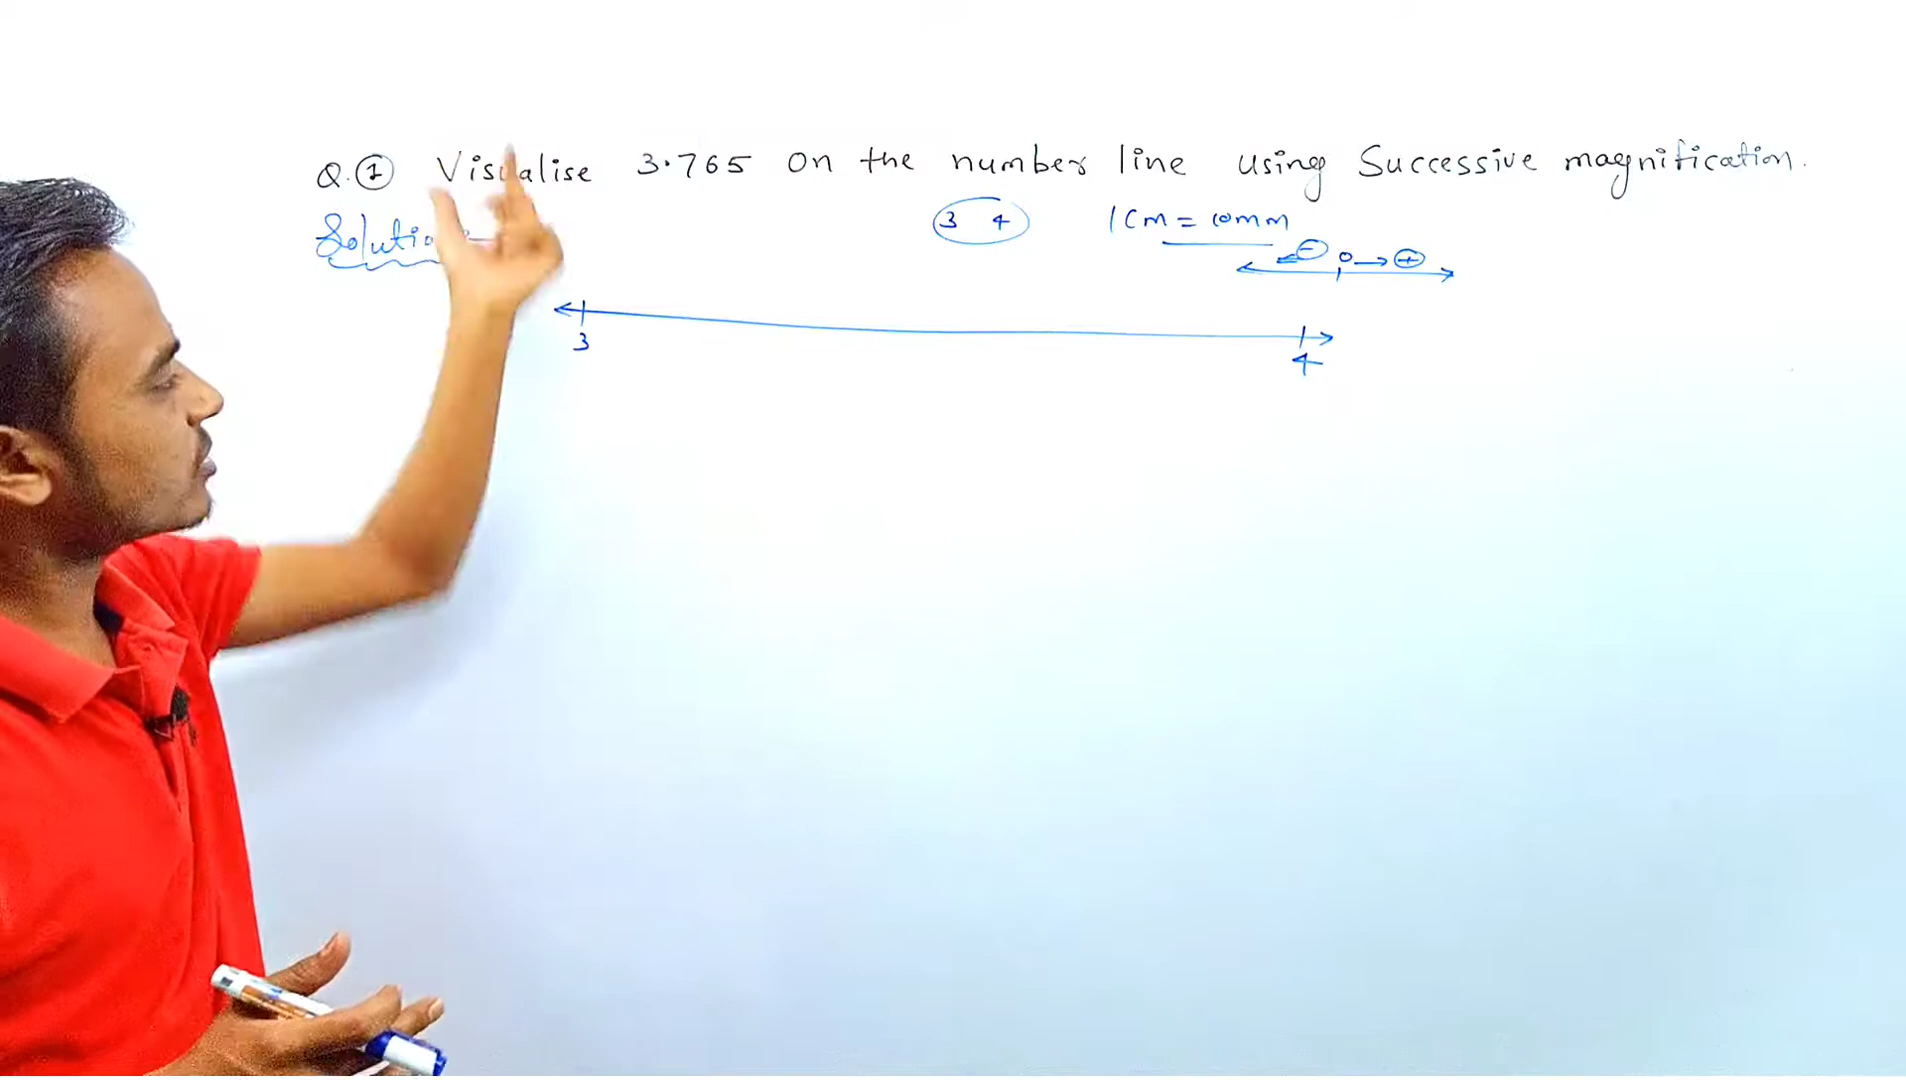 Q.① Visualise 3.765 on the number line using Successive magnification.
Solution
3 4
1cm = 10mm
- 0 +
3 4